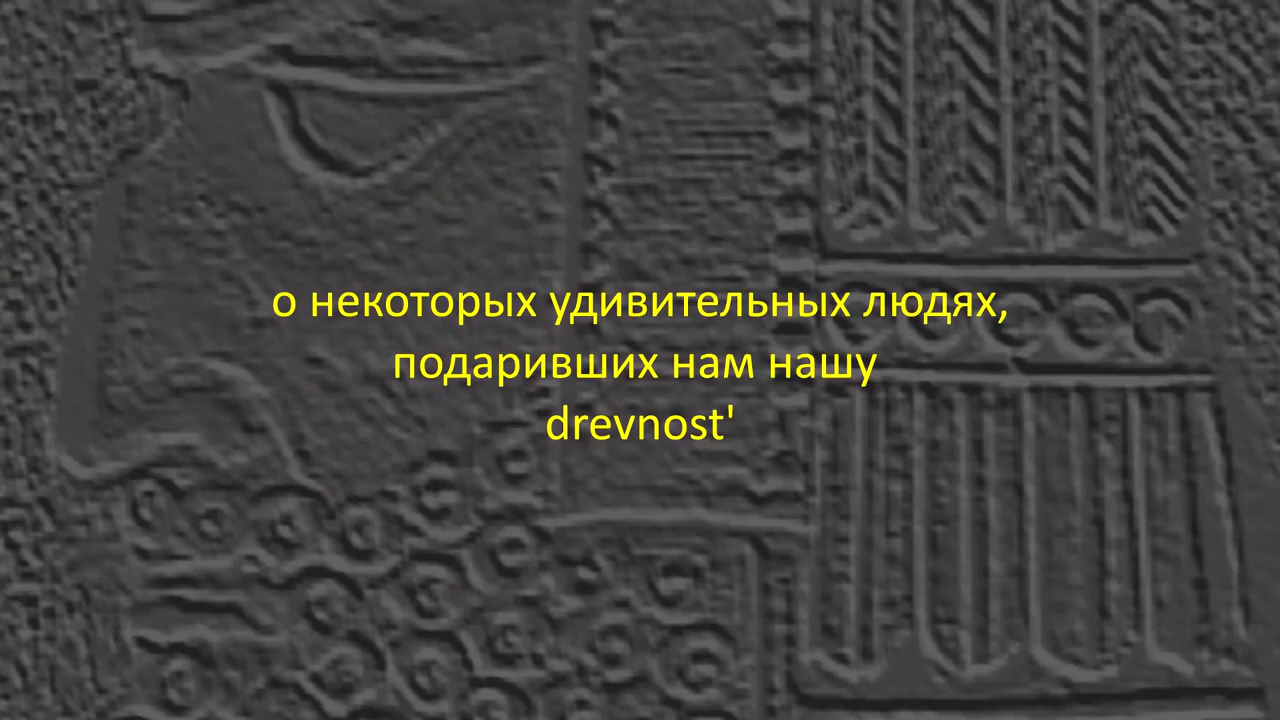 о некоторых удивительных людях,
подаривших нам нашу
drevnost'